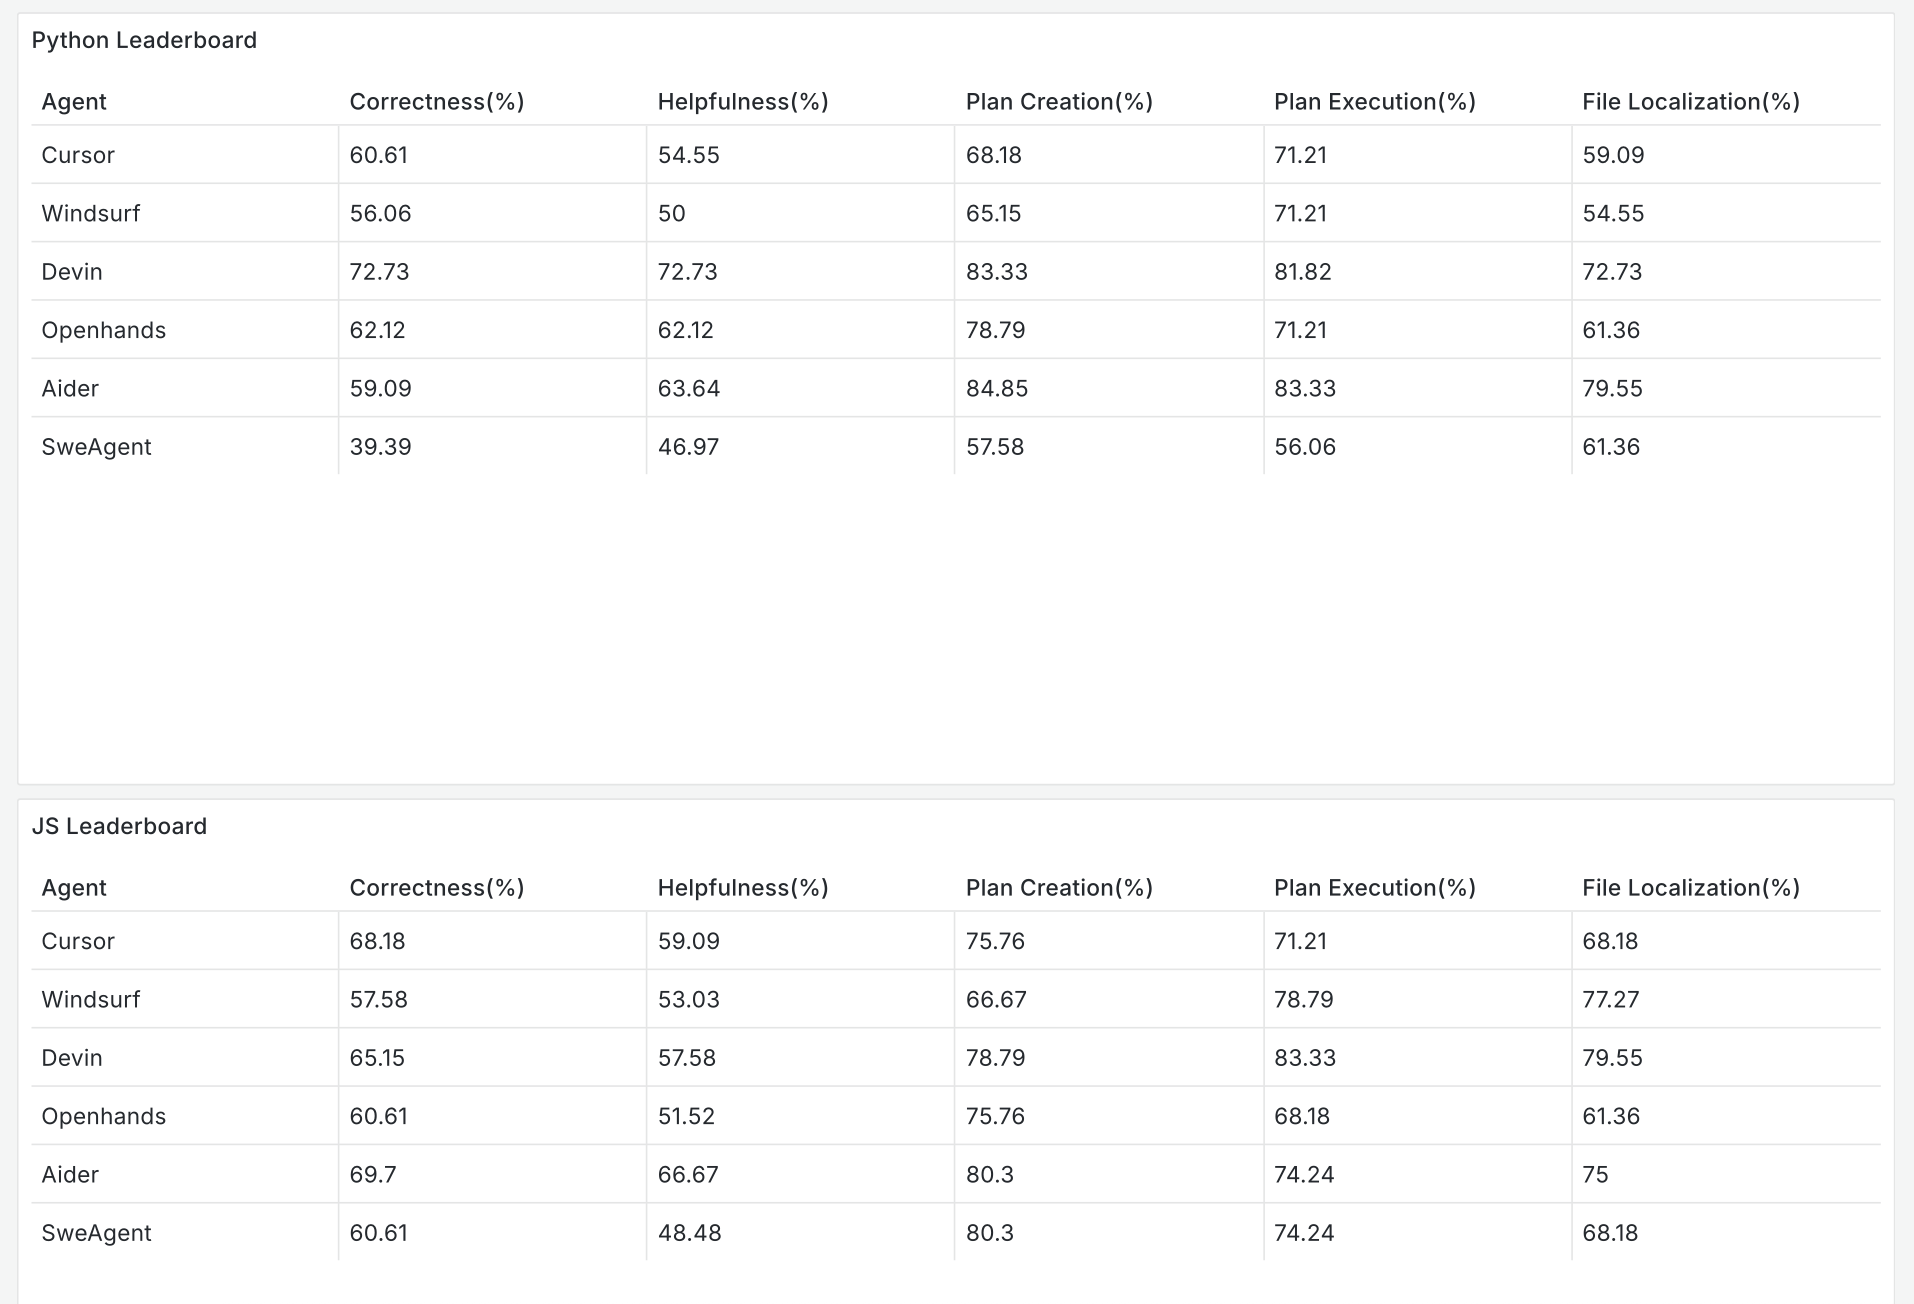 Python Leaderboard
Agent Correctness(%) Helpfulness(%) Plan Creation(%) Plan Execution(%) File Localization(%)
Cursor 60.61 54.55 68.18 71.21 59.09
Windsurf 56.06 50 65.15 71.21 54.55
Devin 72.73 72.73 83.33 81.82 72.73
Openhands 62.12 62.12 78.79 71.21 61.36
Aider 59.09 63.64 84.85 83.33 79.55
SweAgent 39.39 46.97 57.58 56.06 61.36
JS Leaderboard
Agent Correctness(%) Helpfulness(%) Plan Creation(%) Plan Execution(%) File Localization(%)
Cursor 68.18 59.09 75.76 71.21 68.18
Windsurf 57.58 53.03 66.67 78.79 77.27
Devin 65.15 57.58 78.79 83.33 79.55
Openhands 60.61 51.52 75.76 68.18 61.36
Aider 69.7 66.67 80.3 74.24 75
SweAgent 60.61 48.48 80.3 74.24 68.18